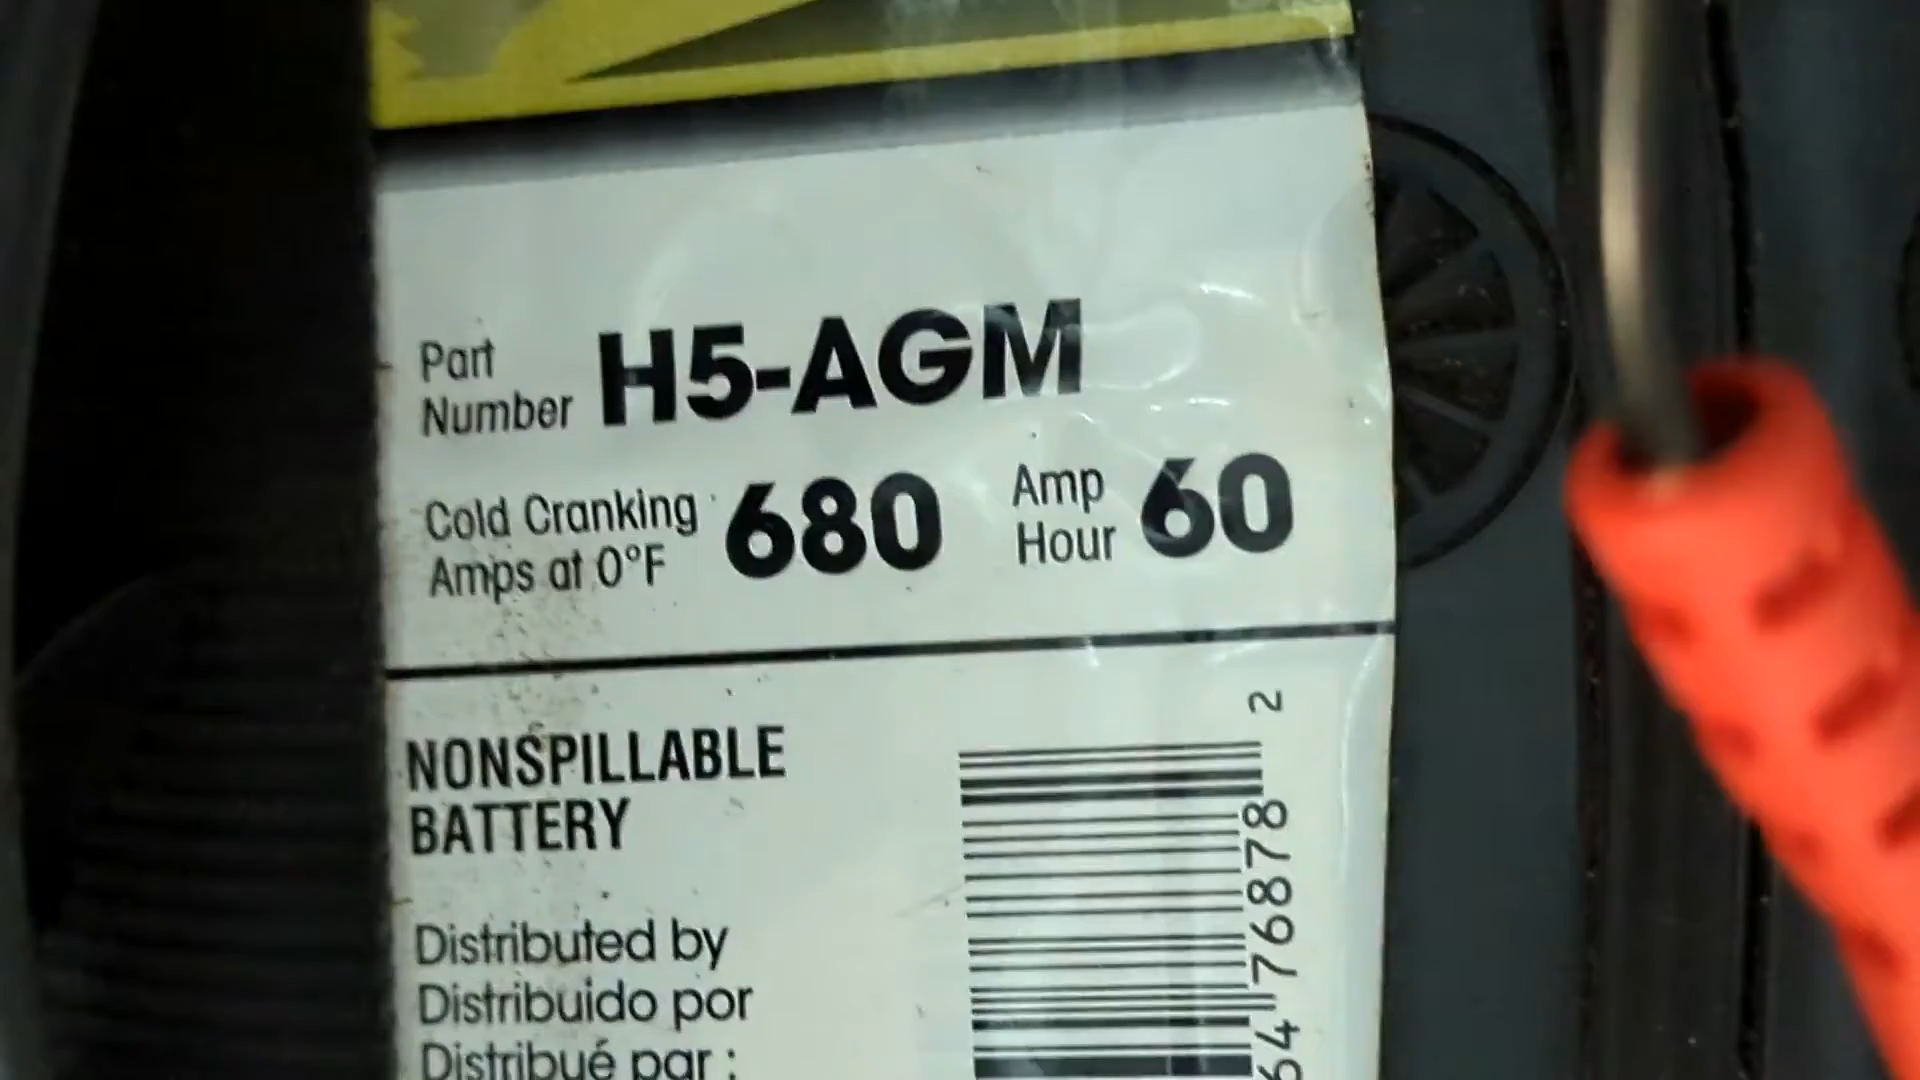 Part Number H5-AGM
Cold Cranking Amps at 0°F 680 Amp Hour 60
NONSPILLABLE
BATTERY
Distributed by
Distribuido por
Distribué par :
64 76878 2